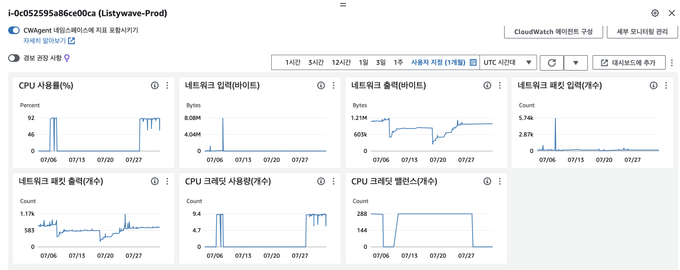 i-0c052595a86ce00ca (Listywave-Prod)
CWAgent 네임스페이스에 지표 포함시키기
자세히 알아보기
CloudWatch 에이전트 구성
세부 모니터링 관리
경보 권장 사항
1시간 3시간 12시간 1일 3일 1주 사용자 지정 (1개월) UTC 시간대
대시보드에 추가
CPU 사용률(%)
Percent
92
46
0
07/06 07/13 07/20 07/27
네트워크 입력(바이트)
Bytes
8.08M
4.04M
0
07/06 07/13 07/20 07/27
네트워크 출력(바이트)
Bytes
1.21M
603k
0
07/06 07/13 07/20 07/27
네트워크 패킷 입력(개수)
Count
5.74k
2.87k
0
07/06 07/13 07/20 07/27
네트워크 패킷 출력(개수)
Count
1.17k
583
0
07/06 07/13 07/20 07/27
CPU 크레딧 사용량(개수)
Count
9.4
4.7
0
07/06 07/13 07/20 07/27
CPU 크레딧 밸런스(개수)
Count
288
144
0
07/06 07/13 07/20 07/27